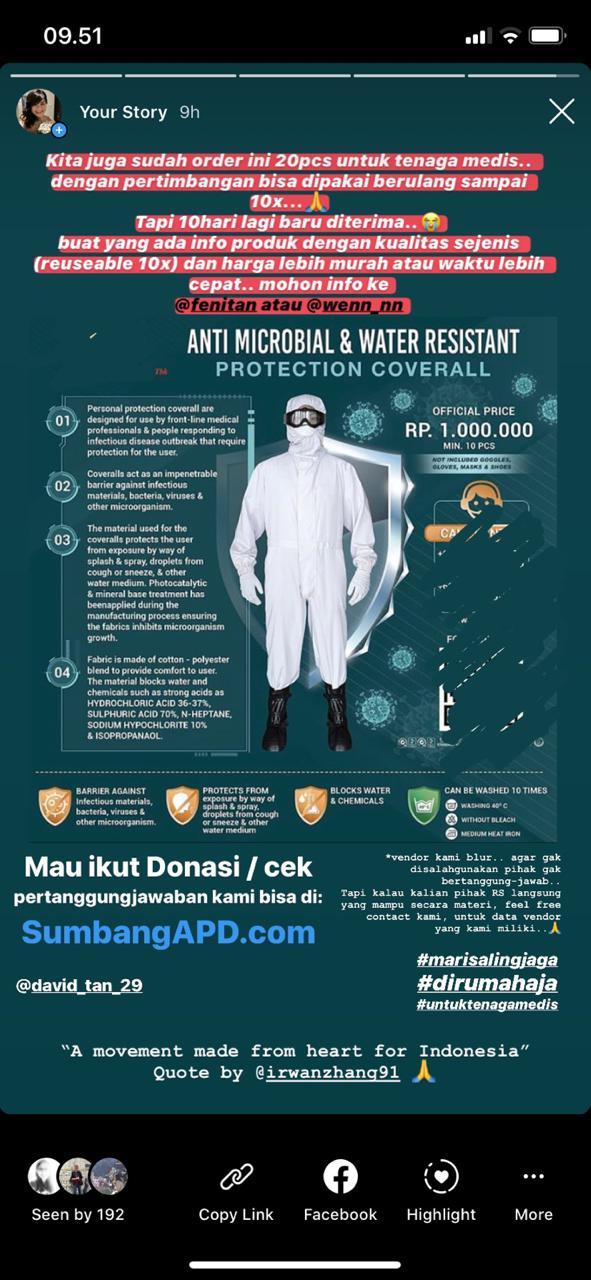 09.51
Your Story 9h
Kita juga sudah order ini 20pcs untuk tenaga medis..
dengan pertimbangan bisa dipakai berulang sampai
10x...🙏
Tapi 10hari lagi baru diterima..😭
buat yang ada info produk dengan kualitas sejenis
(reuseable 10x) dan harga lebih murah atau waktu lebih
cepat.. mohon info ke
@fenitan atau @wenn_nn
ANTI MICROBIAL & WATER RESISTANT
PROTECTION COVERALL
TM
01
Personal protection coverall are
designed for use by front-line medical
professionals & people responding to
infectious disease outbreak that require
protection for the user.
02
Coveralls act as an impenetrable
barrier against infectious
materials, bacteria, viruses &
other microorganism.
03
The material used for the
coveralls protects the user
from exposure by way of
splash & spray, droplets from
cough or sneeze, & other
water medium. Photocatalytic
& mineral base treatment has
beenapplied during the
manufacturing process ensuring
the fabrics inhibits microorganism
growth.
04
Fabric is made of cotton - polyester
blend to provide comfort to user.
The material blocks water and
chemicals such as strong acids as
HYDROCHLORIC ACID 36-37%,
SULPHURIC ACID 70%, N-HEPTANE,
SODIUM HYPOCHLORITE 10%
& ISOPROPANAOL.
OFFICIAL PRICE
RP. 1.000.000
MIN. 10 PCS
NOT INCLUDED GOGGLES,
GLOVES, MASKS & SHOES
BARRIER AGAINST
Infectious materials,
bacteria, viruses &
other microorganism.
PROTECTS FROM
exposure by way of
splash & spray,
droplets from cough
or sneeze & other
water medium
BLOCKS WATER
& CHEMICALS
CAN BE WASHED 10 TIMES
WASHING 40° C
WITHOUT BLEACH
MEDIUM HEAT IRON
Mau ikut Donasi / cek
pertanggungjawaban kami bisa di:
SumbangAPD.com
@david_tan_29
*vendor kami blur.. agar gak
disalahgunakan pihak gak
bertanggung-jawab..
Tapi kalau kalian pihak RS langsung
yang mampu secara materi, feel free
contact kami, untuk data vendor
yang kami miliki..🙏
#marisalingjaga
#dirumahaja
#untuktenagamedis
“A movement made from heart for Indonesia”
Quote by @irwanzhang91 🙏
Seen by 192
Copy Link
Facebook
Highlight
More